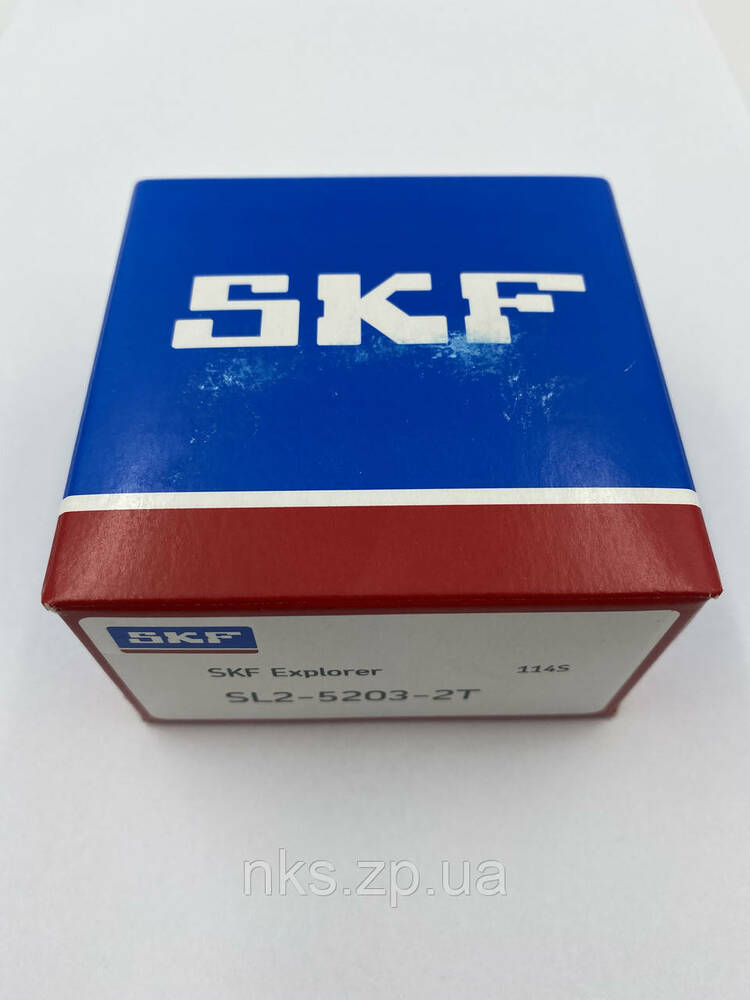 SKF
SKF
SKF Explorer 114S
SL2-5203-2T
nks.zp.ua